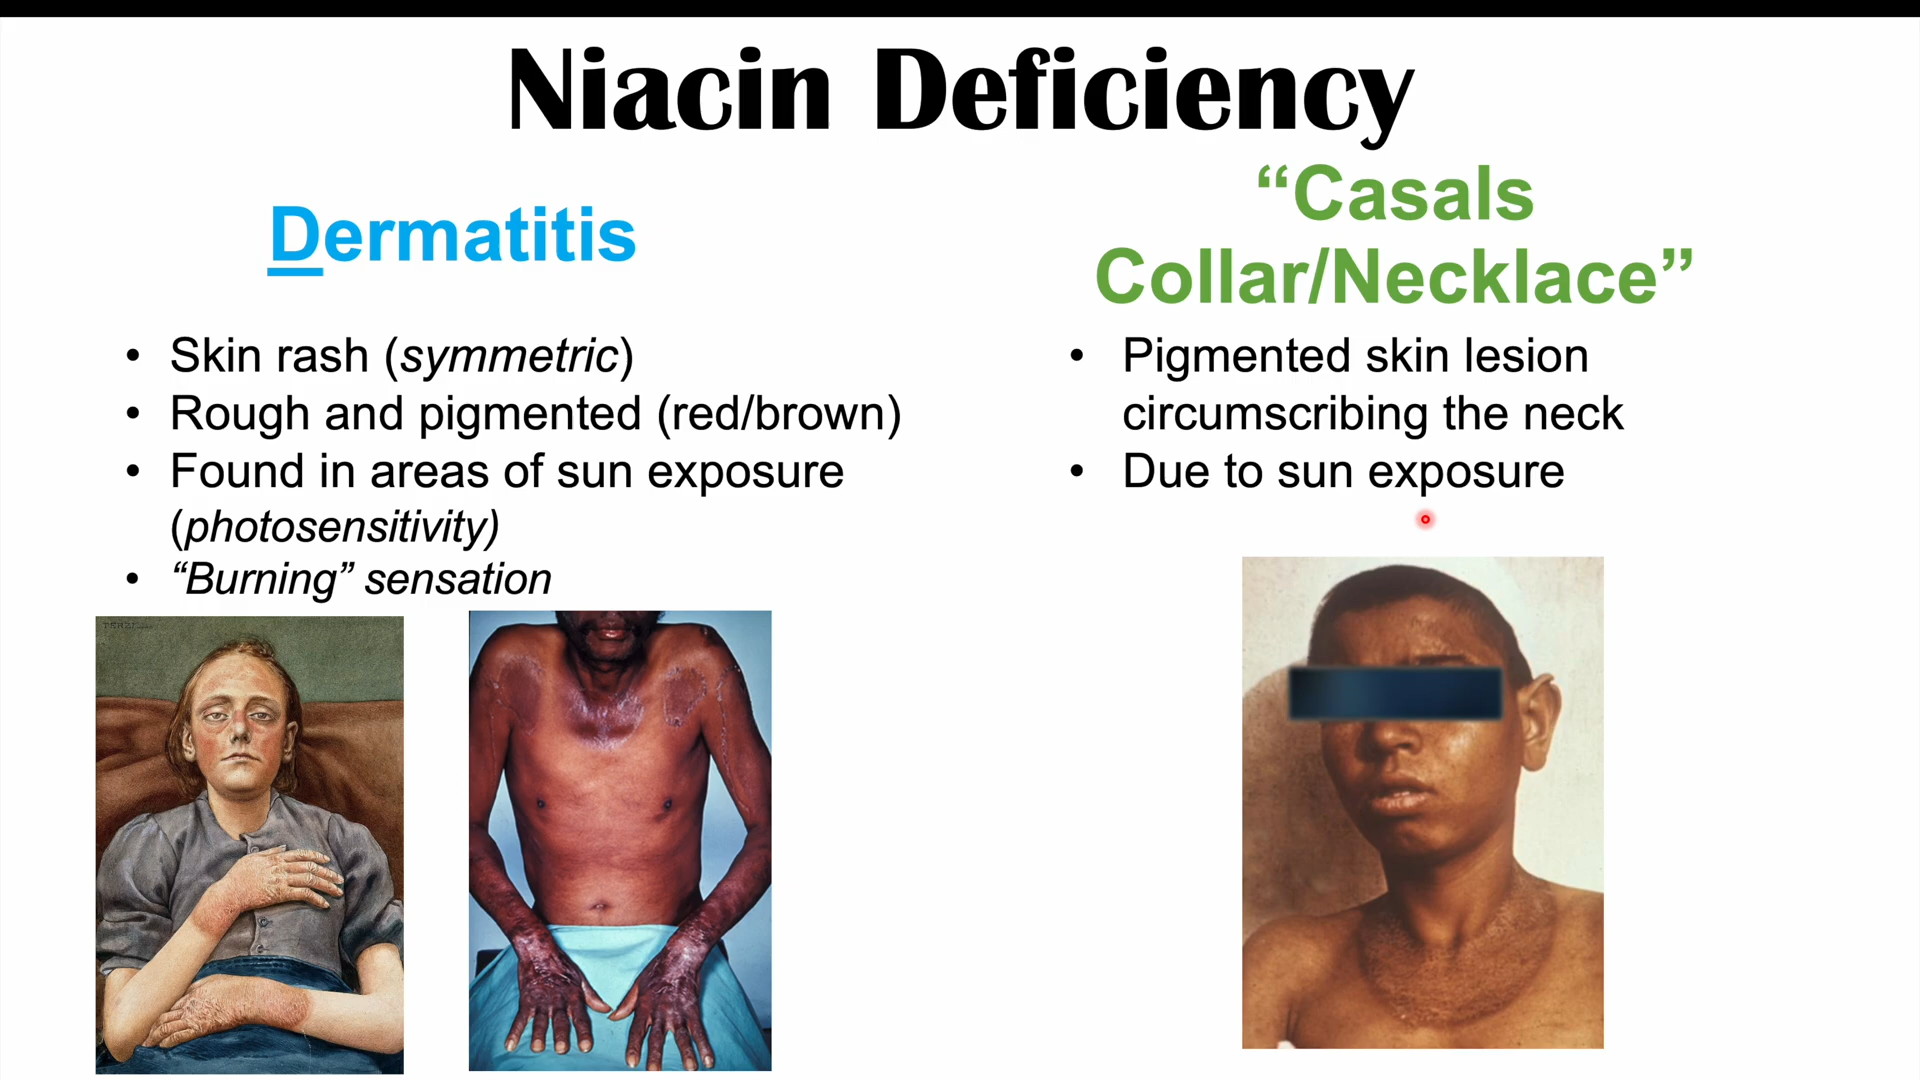 Niacin Deficiency
Dermatitis
• Skin rash (symmetric)
• Rough and pigmented (red/brown)
• Found in areas of sun exposure
(photosensitivity)
• “Burning” sensation
“Casals
Collar/Necklace”
• Pigmented skin lesion
circumscribing the neck
• Due to sun exposure